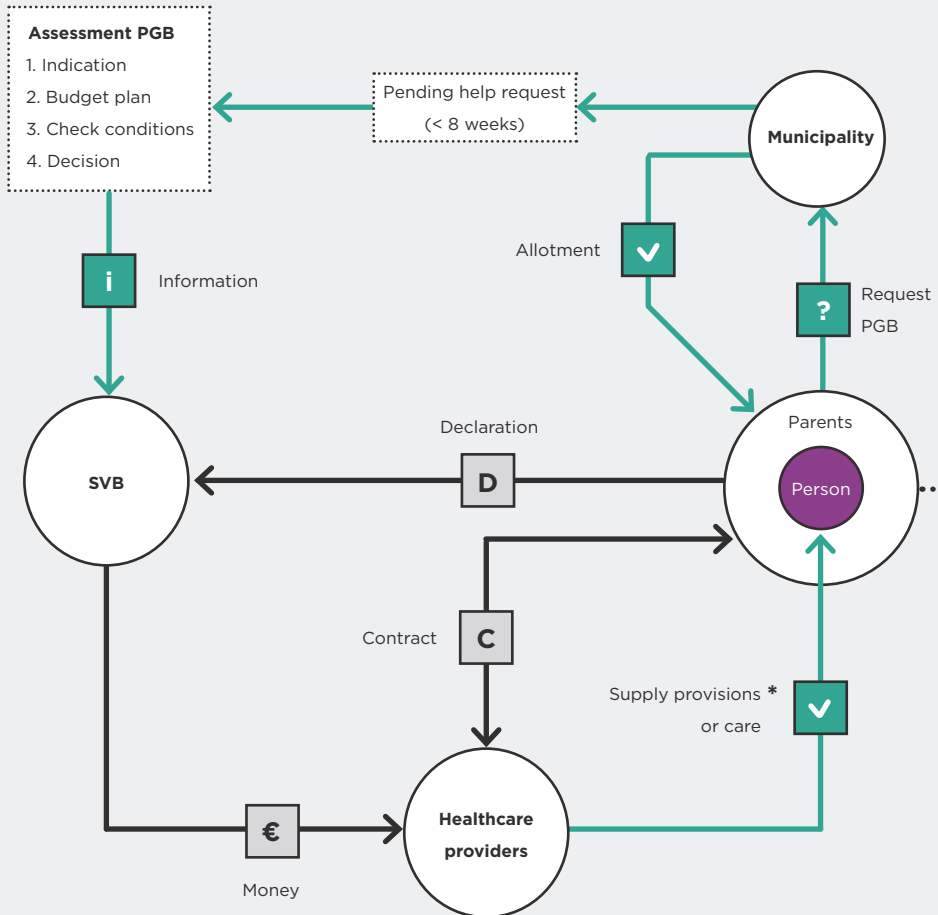 Assessment PGB
1. Indication
2. Budget plan
3. Check conditions
4. Decision
Pending help request
(< 8 weeks)
Municipality
Allotment
i
Information
?
Request
PGB
Parents
Person
Declaration
D
SVB
Contract
C
Supply provisions *
or care
Healthcare
providers
€
Money